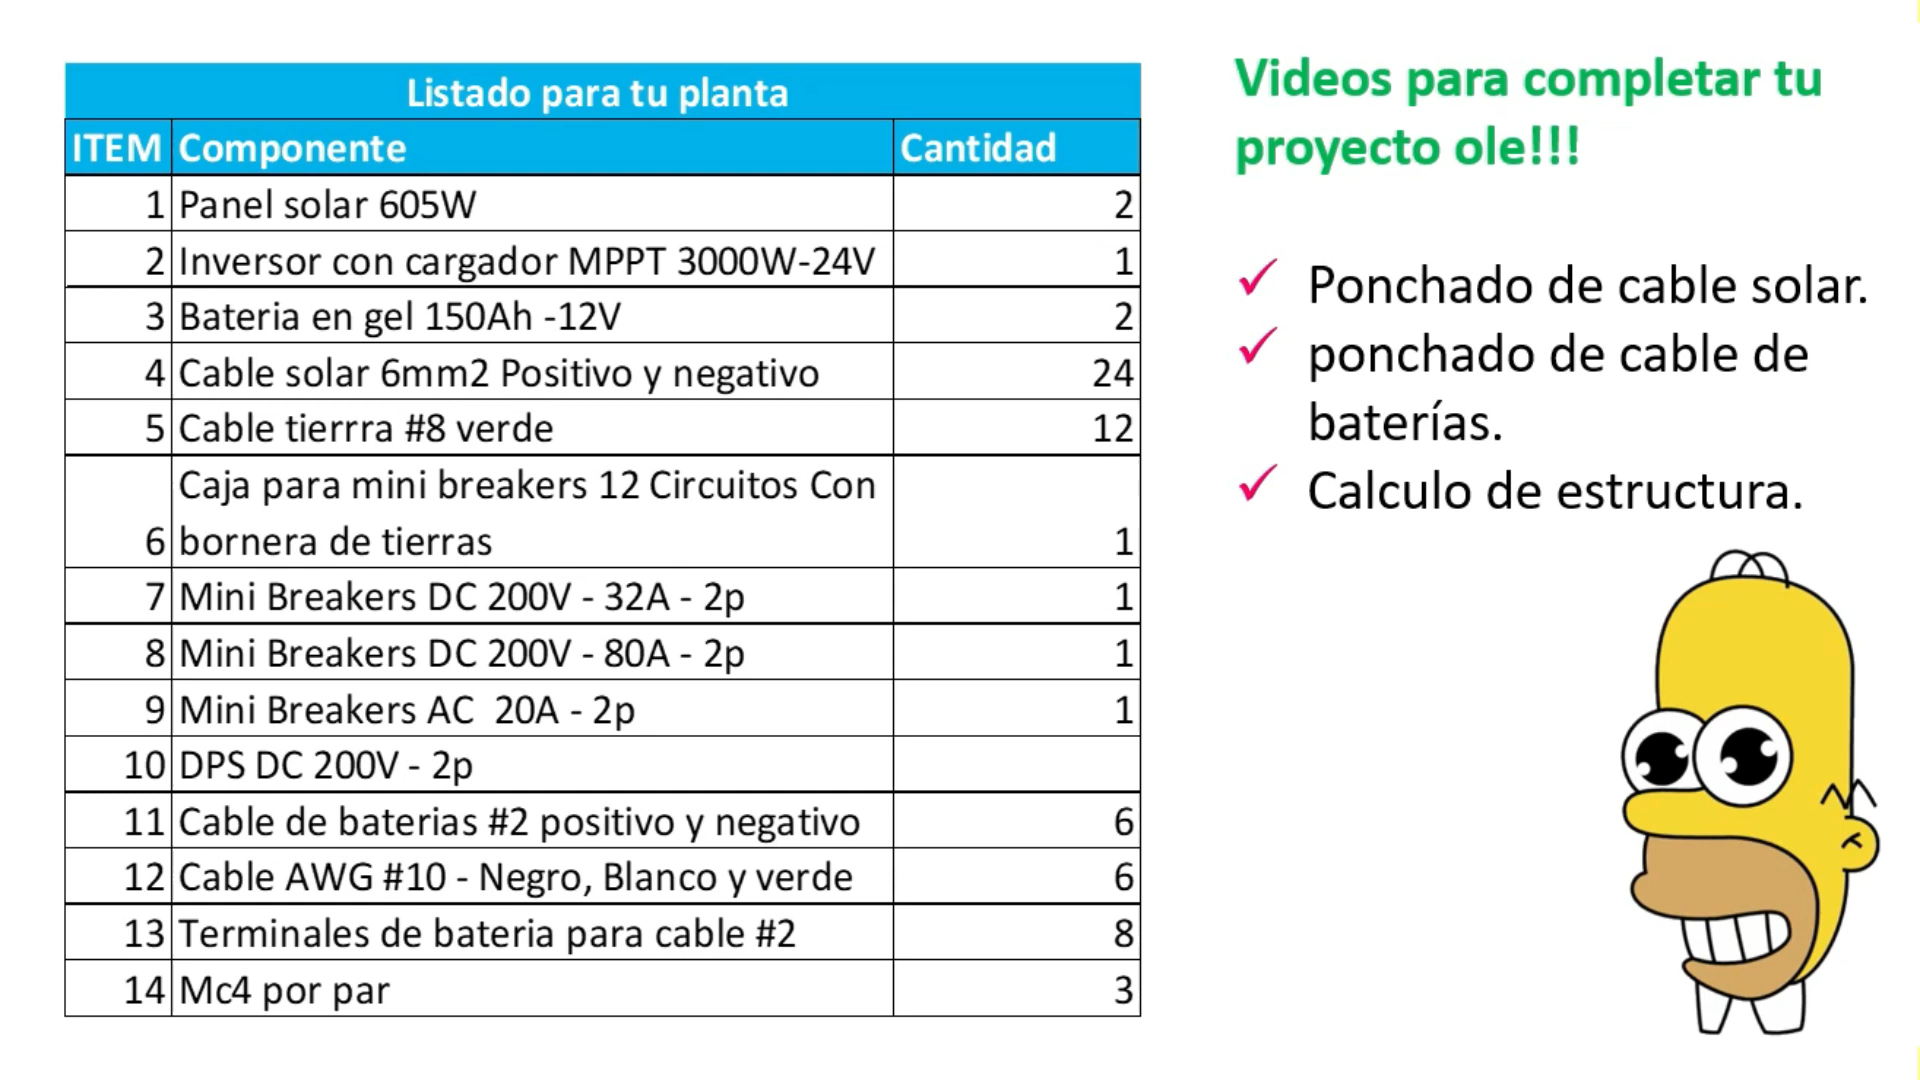 Listado para tu planta
ITEM Componente Cantidad
1 Panel solar 605W 2
2 Inversor con cargador MPPT 3000W-24V 1
3 Bateria en gel 150Ah -12V 2
4 Cable solar 6mm2 Positivo y negativo 24
5 Cable tierrra #8 verde 12
Caja para mini breakers 12 Circuitos Con
6 bornera de tierras 1
7 Mini Breakers DC 200V - 32A - 2p 1
8 Mini Breakers DC 200V - 80A - 2p 1
9 Mini Breakers AC  20A - 2p 1
10 DPS DC 200V - 2p
11 Cable de baterias #2 positivo y negativo 6
12 Cable AWG #10 - Negro, Blanco y verde 6
13 Terminales de bateria para cable #2 8
14 Mc4 por par 3
Videos para completar tu
proyecto ole!!!
✓ Ponchado de cable solar.
✓ ponchado de cable de
baterías.
✓ Calculo de estructura.